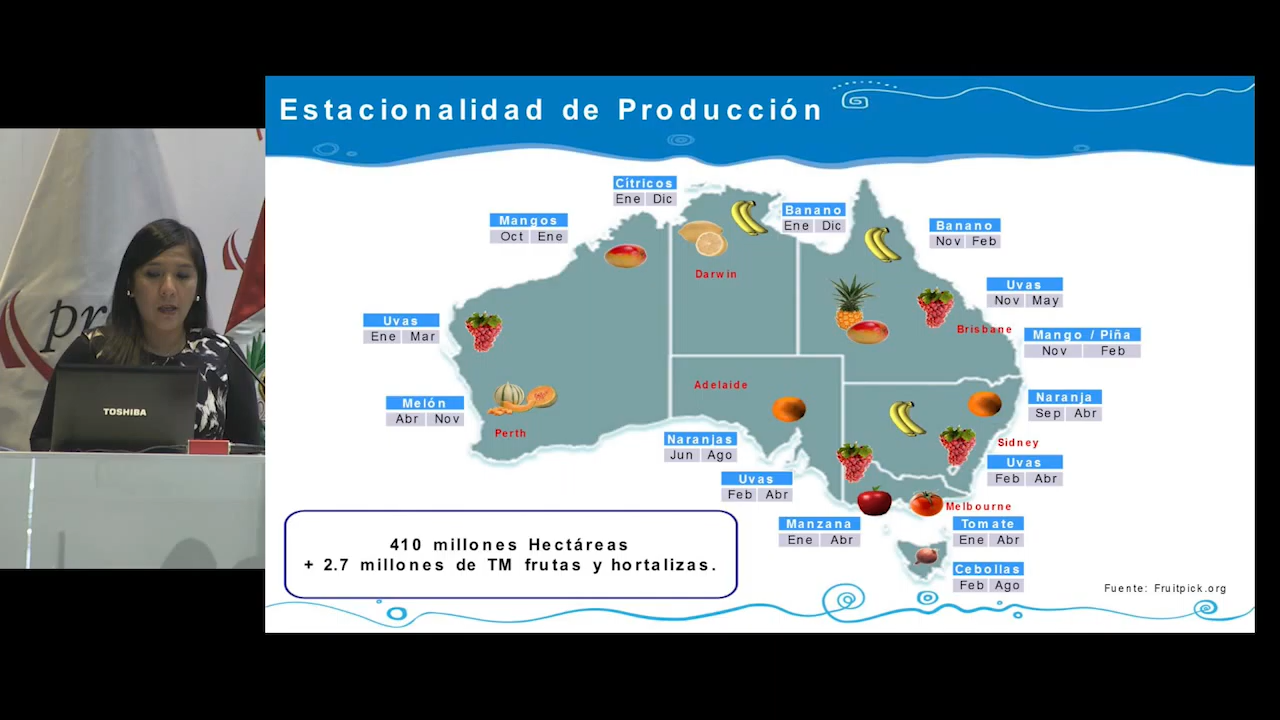 Estacionalidad de Producción
Cítricos
Ene Dic
Mangos
Oct Ene
Banano
Ene Dic
Banano
Nov Feb
Darwin
Uvas
Nov May
Uvas
Ene Mar
Brisbane
Mango / Piña
Nov Feb
Adelaide
Melón
Abr Nov
Naranja
Sep Abr
Perth
Naranjas
Jun Ago
Sidney
Uvas
Feb Abr
Uvas
Feb Abr
Melbourne
Manzana
Ene Abr
Tomate
Ene Abr
Cebollas
Feb Ago
410 millones Hectáreas
+ 2.7 millones de TM frutas y hortalizas.
Fuente: Fruitpick.org
TOSHIBA